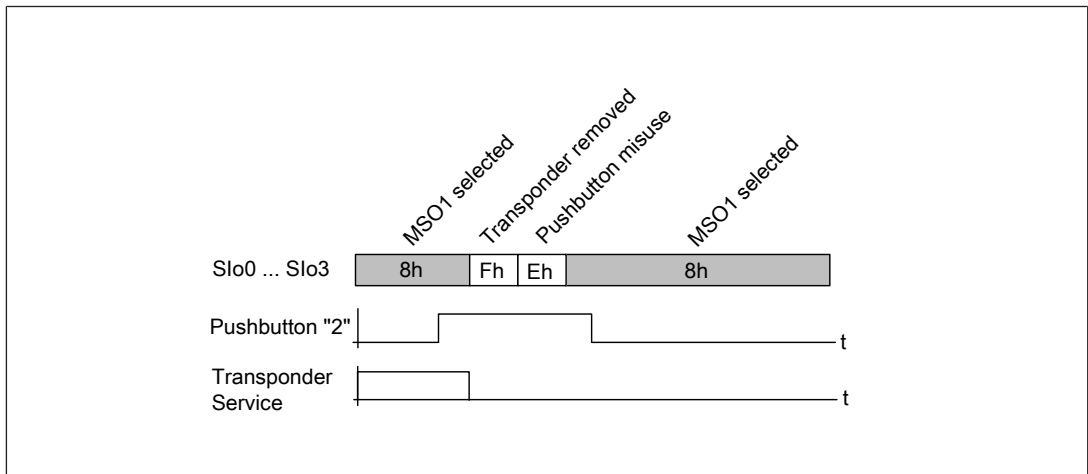 MSO1 selected
Transponder removed
Pushbutton misuse
MSO1 selected
SIo0 ... SIo3
8h
Fh
Eh
8h
Pushbutton "2"
t
Transponder
Service
t